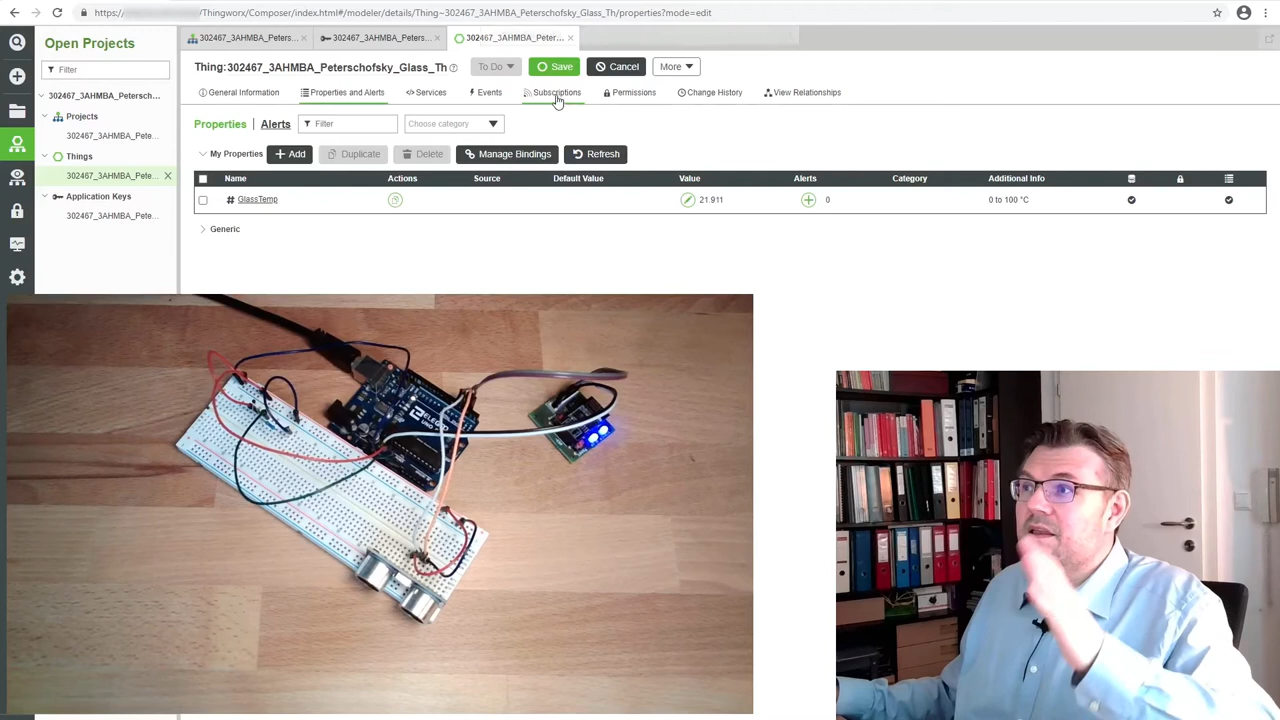 https://
/Thingworx/Composer/index.html#/modeler/details/Thing~302467_3AHMBA_Peterschofsky_Glass_Th/properties?mode=edit
Open Projects
Filter
302467_3AHMBA_Petersch...
Projects
302467_3AHMBA_Pete...
Things
302467_3AHMBA_Pete...
Application Keys
302467_3AHMBA_Pete...
302467_3AHMBA_Peters...
302467_3AHMBA_Peters...
302467_3AHMBA_Peter...
Thing:302467_3AHMBA_Peterschofsky_Glass_Th
To Do
Save
Cancel
More
General Information
Properties and Alerts
Services
Events
Subscriptions
Permissions
Change History
View Relationships
Properties | Alerts
Filter
Choose category
My Properties
Add
Duplicate
Delete
Manage Bindings
Refresh
Name Actions Source Default Value Value Alerts Category Additional Info
# GlassTemp 21.911 0 0 to 100 °C
Generic
ELEGOO
UNO